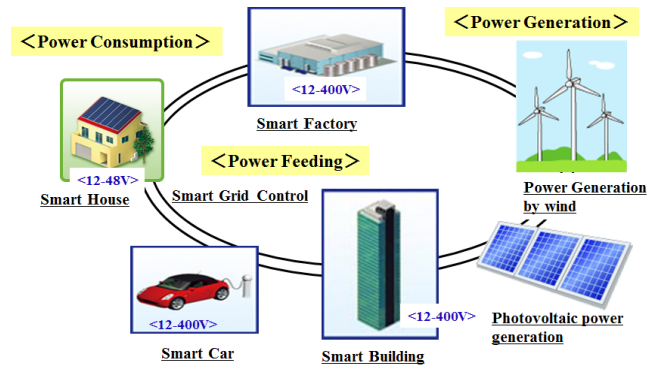 ＜Power Generation＞
＜Power Consumption＞
<12-400V>
Smart Factory
＜Power Feeding＞
<12-48V>
Smart House
Smart Grid Control
Power Generation
by wind
<12-400V>
Smart Car
<12-400V>
Smart Building
Photovoltaic power
generation